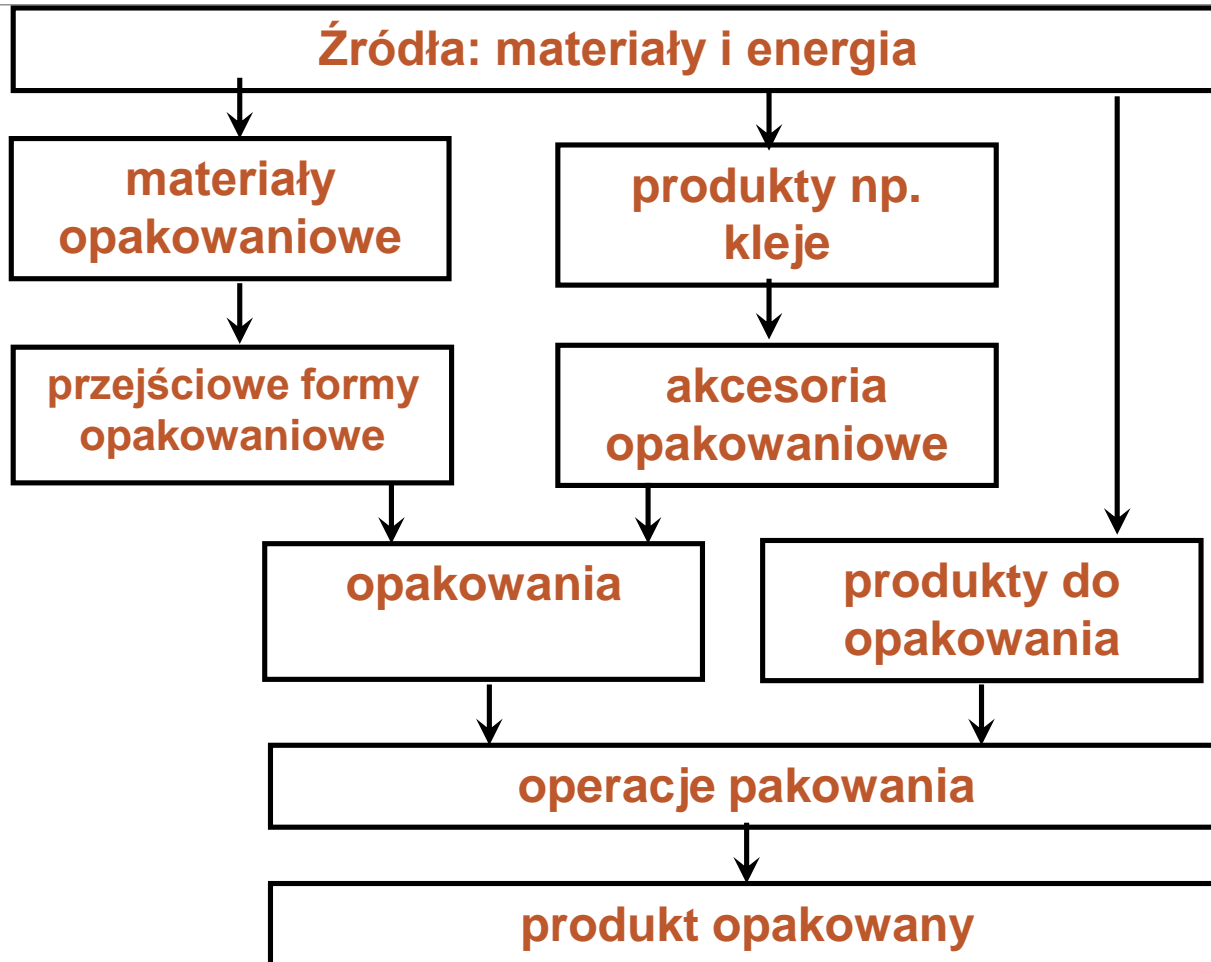 Źródła: materiały i energia
materiały
opakowaniowe
produkty np.
kleje
przejściowe formy
opakowaniowe
akcesoria
opakowaniowe
opakowania
produkty do
opakowania
operacje pakowania
produkt opakowany